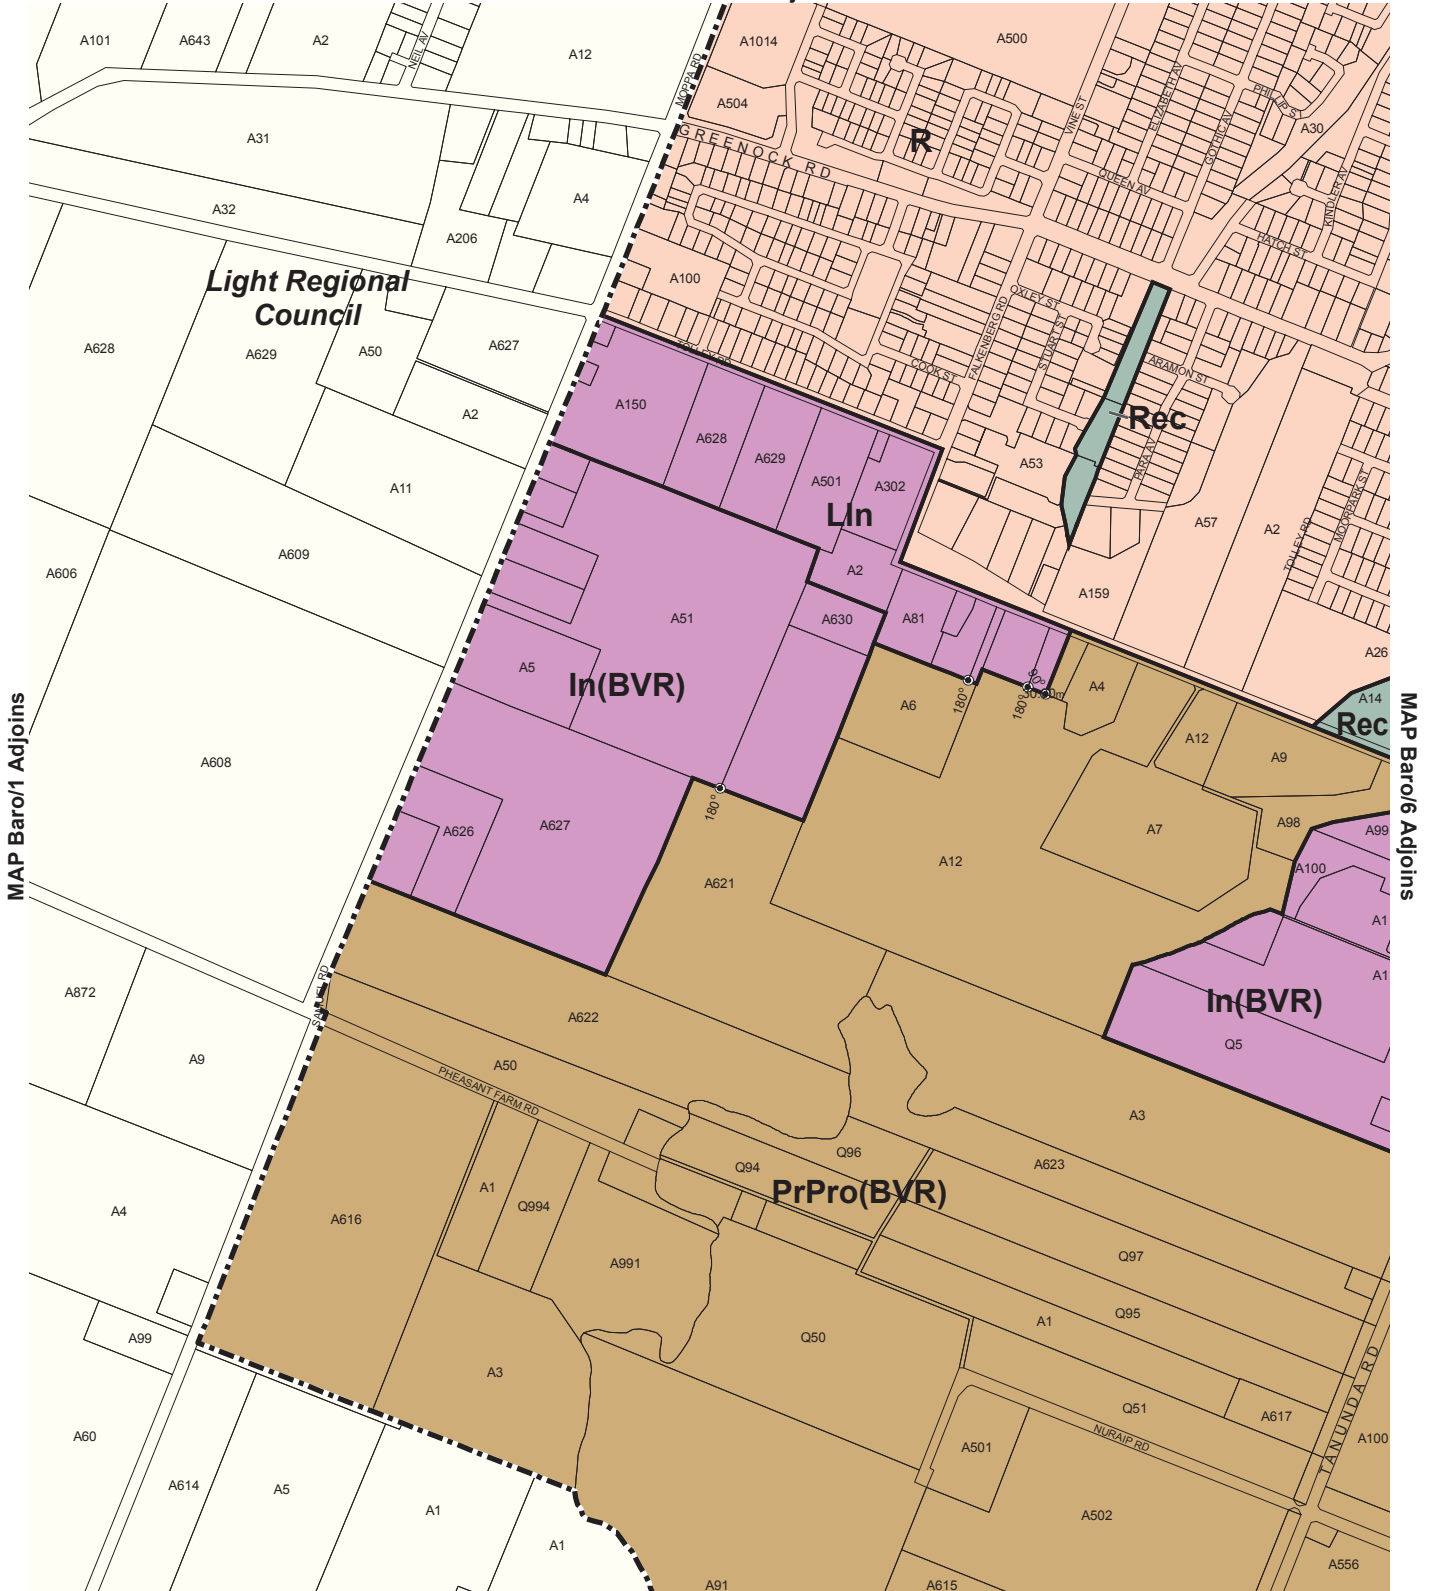 A101
A643
A2
NEIL AV
A12
MOPPA RD
A1014
A500
A504
GREENOCK RD
R
VINE ST
ELIZABETH AV
GOTHIC AV
PHILLIP S
A30
QUEEN AV
KINDLER AV
HATCH ST
A31
A32
A4
A206
Light Regional
Council
A628
A629
A50
A627
A2
A11
A100
TOLLEY RD
COOK ST
FALKENBERG RD
OXLEY ST
STUART ST
ARAMON ST
Rec
PARA AV
A53
A57
A2
TOLLEY RD
MOORPARK ST
A159
A26
A14
Rec
A150
A628
A629
A501
A302
LIn
A2
A630
A81
A51
A5
In(BVR)
A609
A606
A608
A626
A627
180°
180°
180°
90°
A6
A4
A12
A9
A7
A98
A99
A100
A1
A1
In(BVR)
Q5
A12
A621
MAP Baro/1 Adjoins
MAP Baro/6 Adjoins
A872
A9
SAMUEL RD
A622
A50
PHEASANT FARM RD
A3
A623
Q96
Q94
PrPro(BVR)
A4
A616
A1
Q994
A991
Q97
Q95
A1
Q50
A99
A3
Q51
A617
TANUNDA RD
A100
NURAIP RD
A501
A502
A60
A614
A5
A1
A1
A556
A91
A615